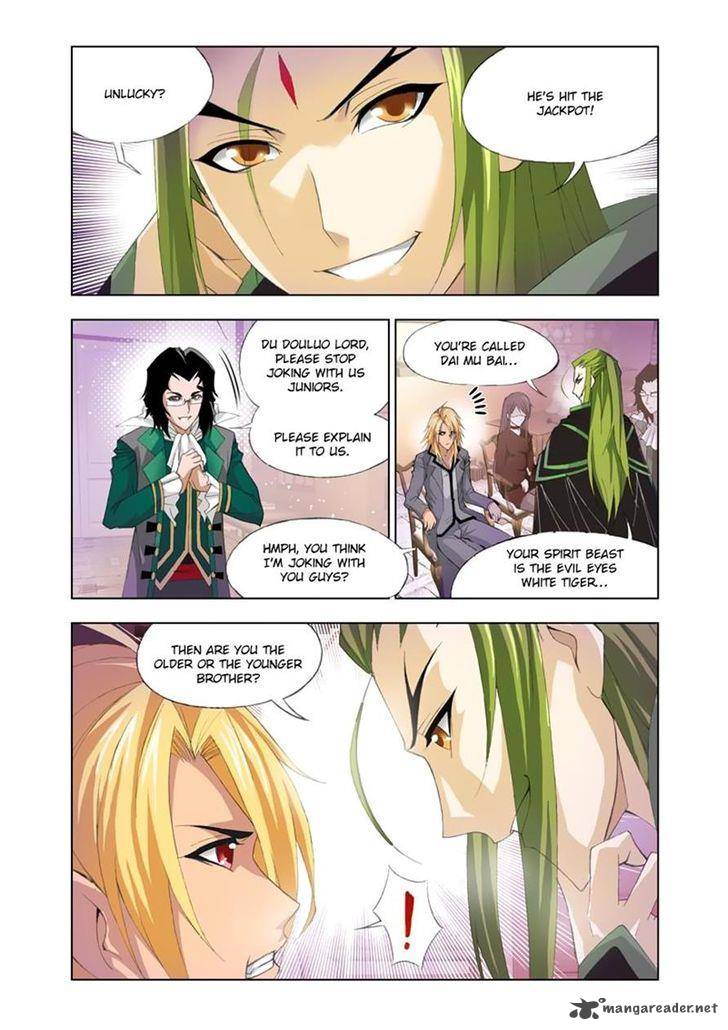 UNLUCKY?
HE'S HIT THE
JACKPOT!
DU DOULUO LORD,
PLEASE STOP
JOKING WITH US
JUNIORS.
PLEASE EXPLAIN
IT TO US.
HMPH, YOU THINK
I'M JOKING WITH
YOU GUYS?
YOU'RE CALLED
DAI MU BAI...
YOUR SPIRIT BEAST
IS THE EVIL EYES
WHITE TIGER...
THEN ARE YOU THE
OLDER OR THE YOUNGER
BROTHER?
!
mangareader.net